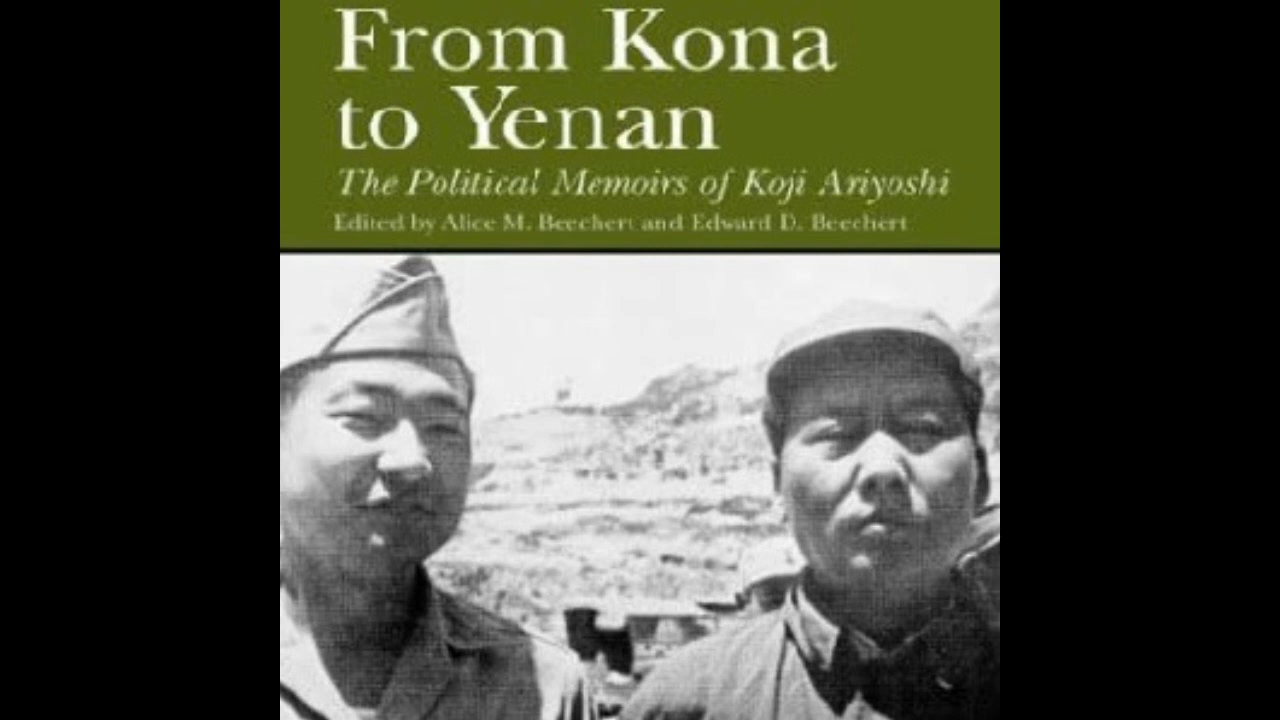 From Kona
to Yenan
The Political Memoirs of Koji Ariyoshi
Edited by Alice M. Beechert and Edward D. Beechert